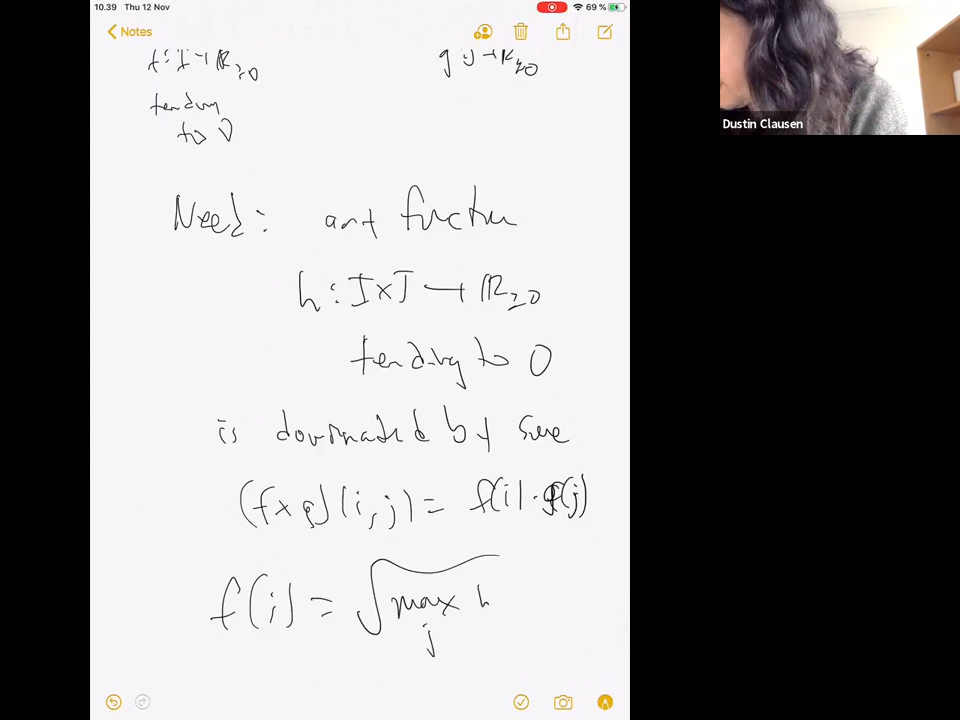 10.39 Thu 12 Nov
69 %
Notes
Dustin Clausen
f : I → ℝ≥0
g : J → ℝ≥0
tending
to 0
Need: any function
h : I × J → ℝ≥0
tending to 0
is dominated by some
(f × g)(i, j) = f(i) · g(j)
f(i) = √max h
j